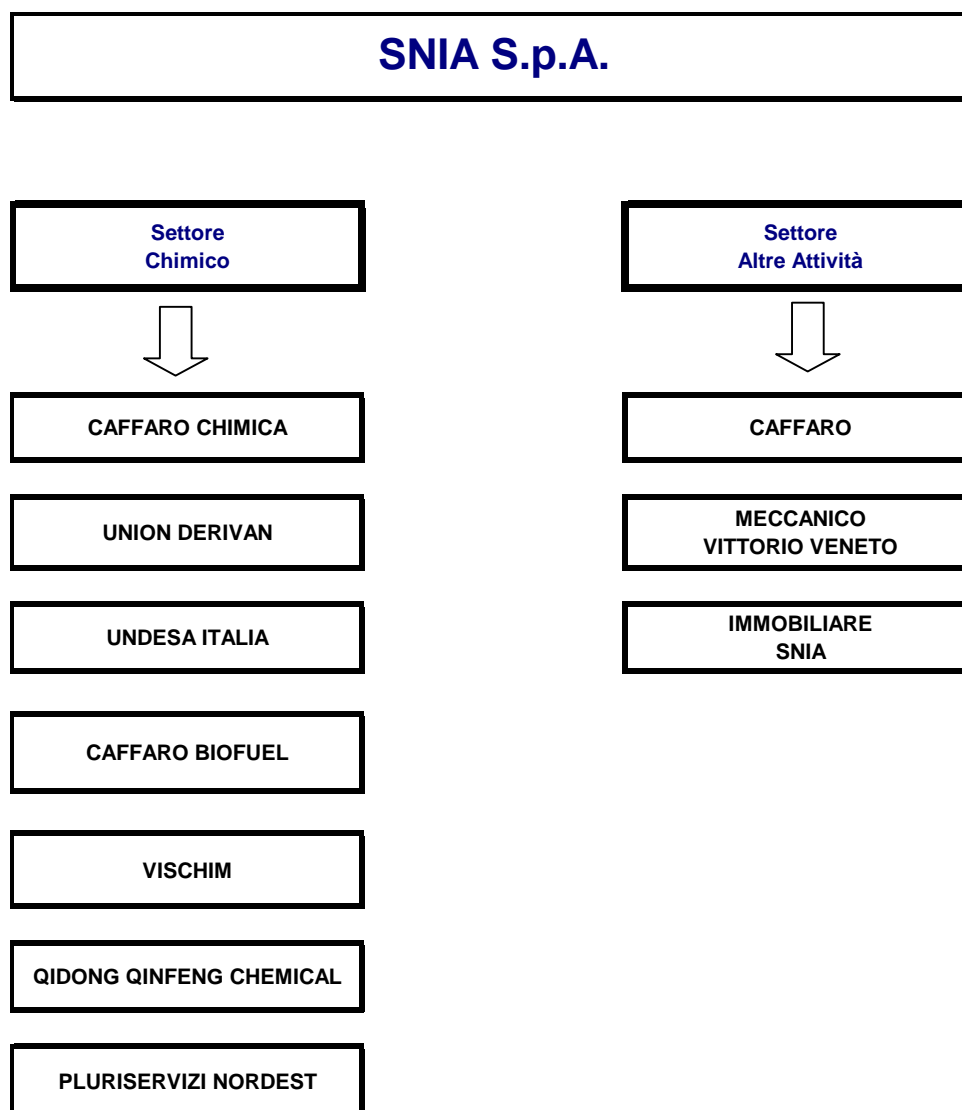 SNIA S.p.A.
Settore
Chimico
CAFFARO CHIMICA
UNION DERIVAN
UNDESA ITALIA
CAFFARO BIOFUEL
VISCHIM
QIDONG QINFENG CHEMICAL
PLURISERVIZI NORDEST
Settore
Altre Attività
CAFFARO
MECCANICO
VITTORIO VENETO
IMMOBILIARE
SNIA